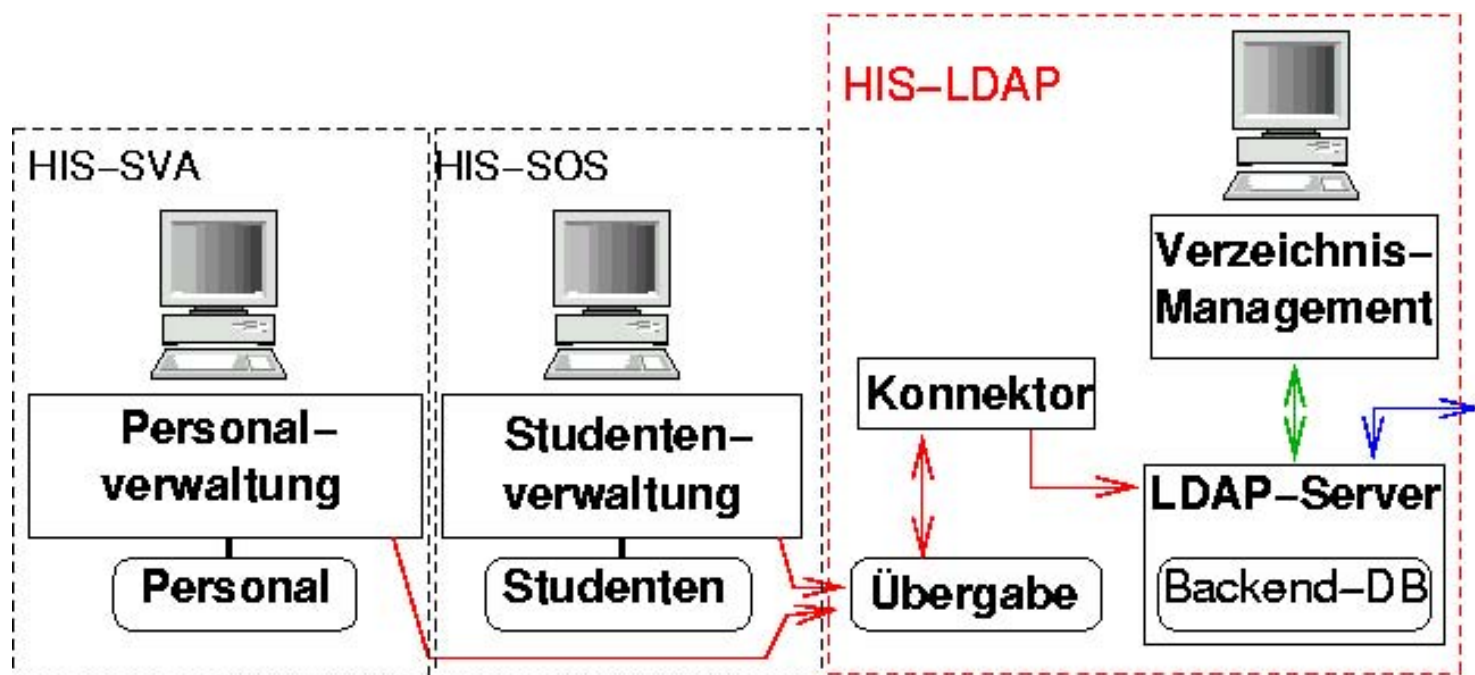 HIS-LDAP
HIS-SVA
HIS-SOS
Verzeichnis-
Management
Konnektor
Personal-
verwaltung
Studenten-
verwaltung
LDAP-Server
Personal
Studenten
Übergabe
Backend-DB